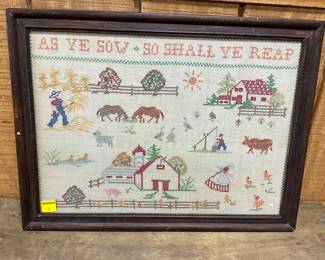 AS YE SOW • SO SHALL YE REAP